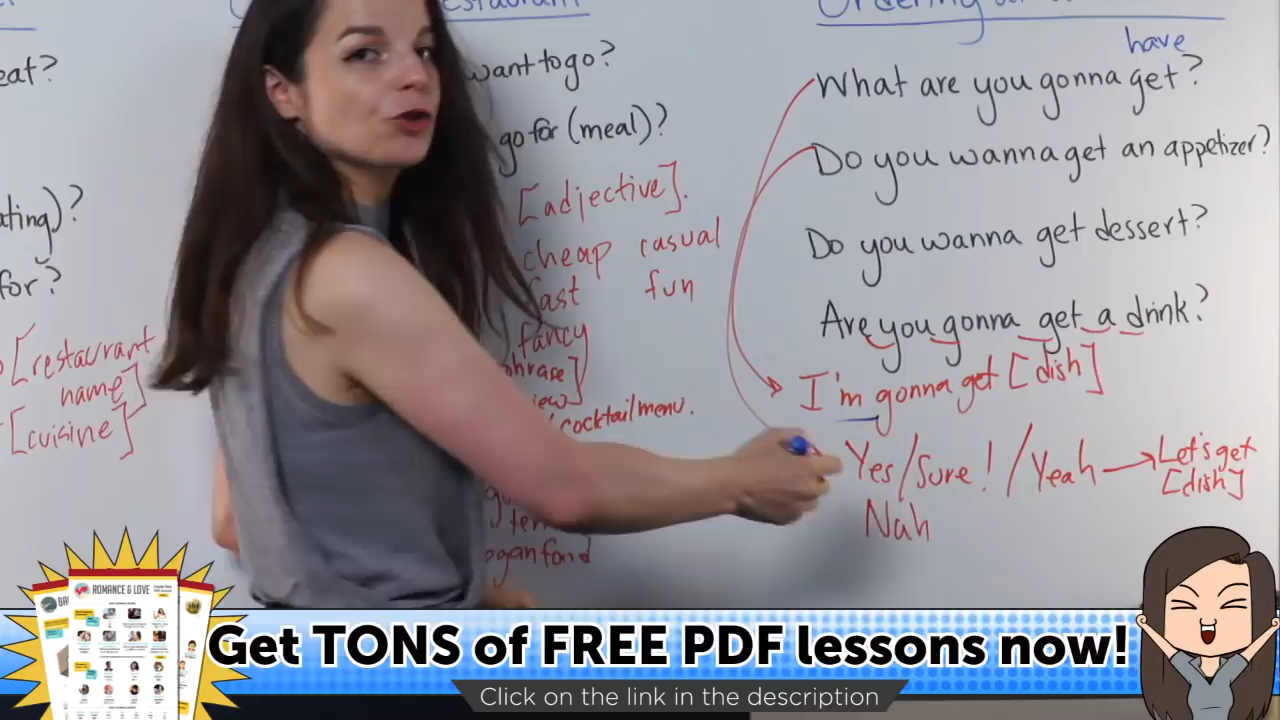 eat?
ating)?
for?
[restaurant
name]
[cuisine]
estaurant
want to go?
go for (meal)?
[adjective].
cheap casual
fast fun
fancy
phrase]
cocktail menu.
Ordering
have
What are you gonna get?
Do you wanna get an appetizer?
Do you wanna get dessert?
Are you gonna get a drink?
I'm gonna get [dish]
Yes/Sure!/Yeah → Let's get
[dish]
Nah
ROMANCE & LOVE
Get TONS of FREE PDF lessons now!
Click on the link in the description